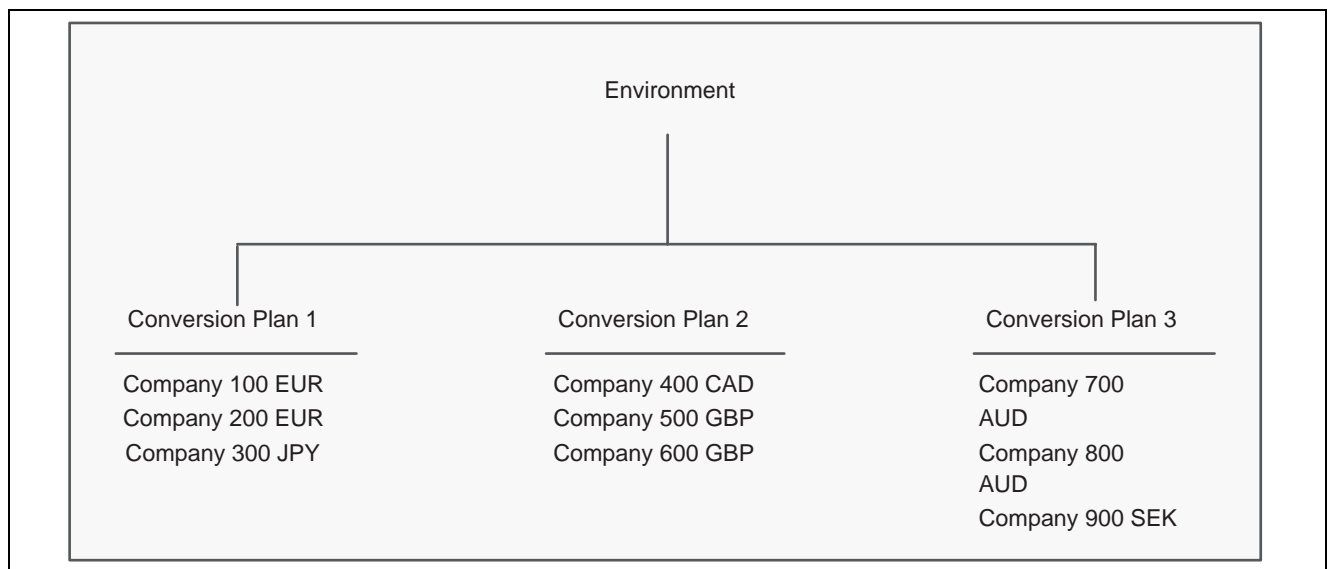 Environment
Conversion Plan 1
Company 100 EUR
Company 200 EUR
Company 300 JPY
Conversion Plan 2
Company 400 CAD
Company 500 GBP
Company 600 GBP
Conversion Plan 3
Company 700
AUD
Company 800
AUD
Company 900 SEK